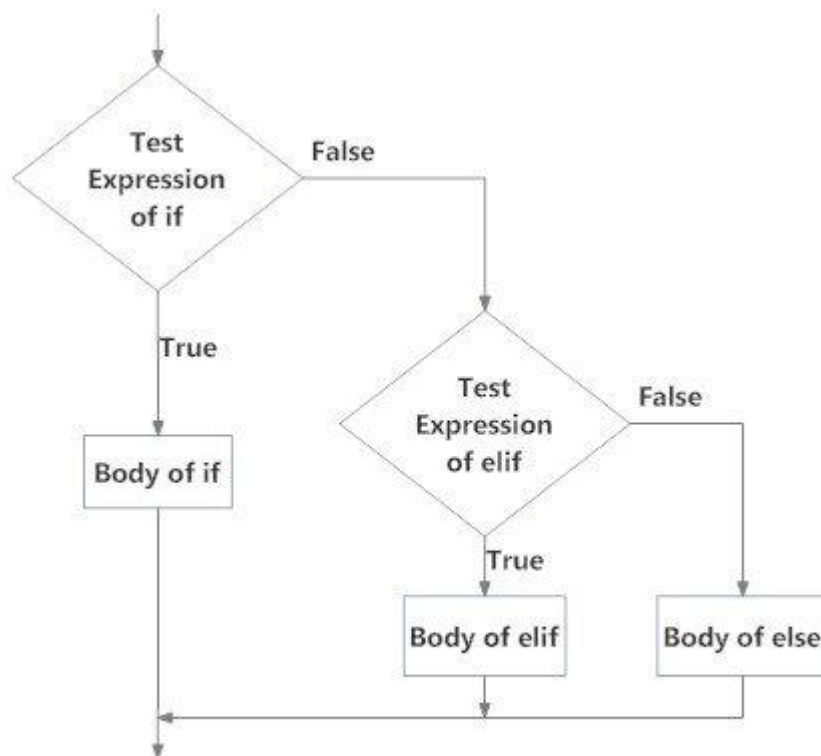 Test
Expression
of if
False
True
Body of if
Test
Expression
of elif
False
True
Body of elif
Body of else